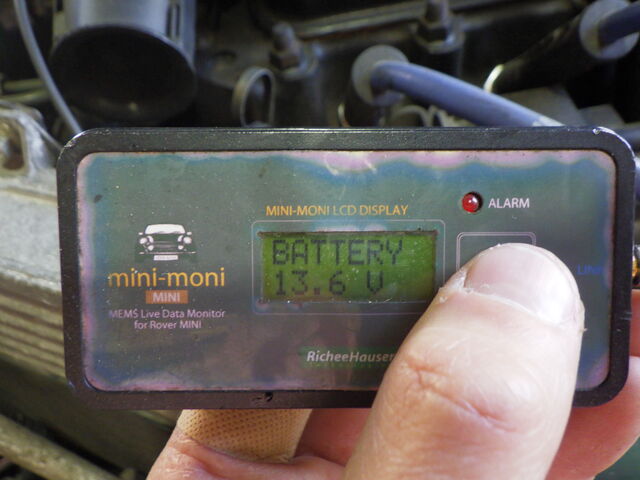 MINI-MONI LCD DISPLAY
ALARM
BATTERY
13.6 V
mini-moni
MINI
MEMS Live Data Monitor
for Rover MINI
RicheeHauser